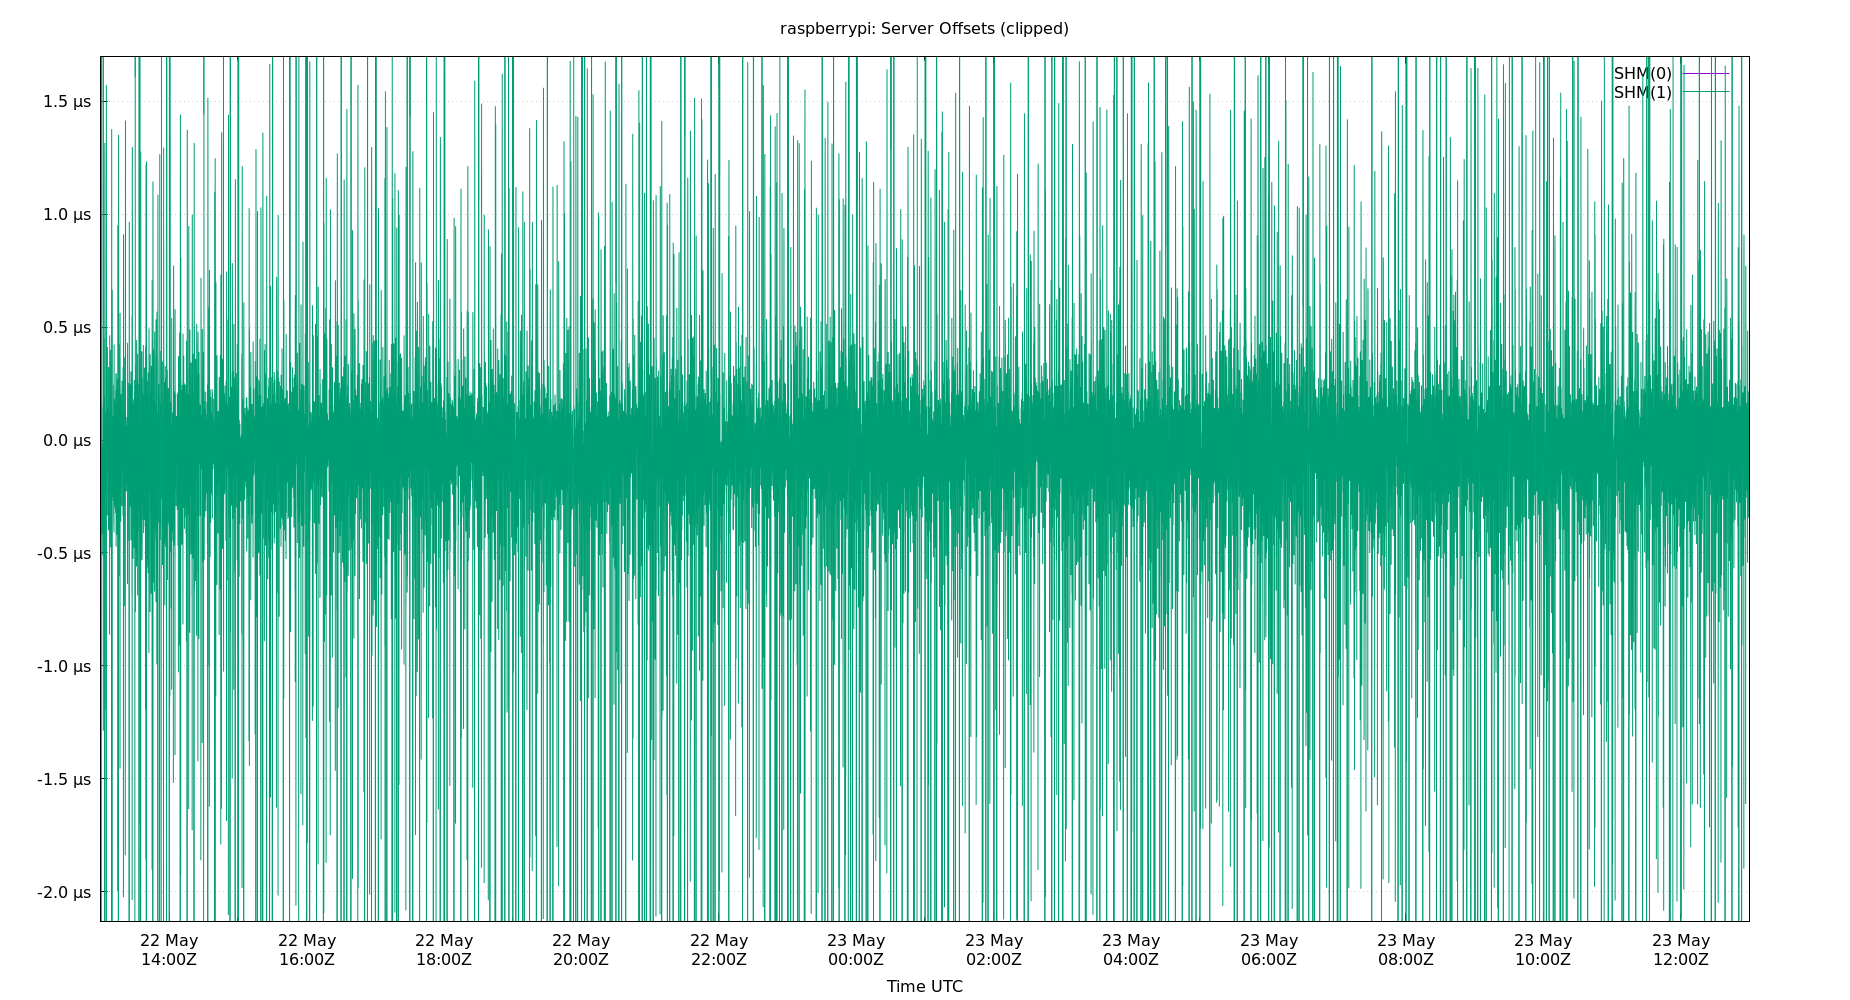 raspberrypi: Server Offsets (clipped)
SHM(0)
SHM(1)
1.5 µs
1.0 µs
0.5 µs
0.0 µs
-0.5 µs
-1.0 µs
-1.5 µs
-2.0 µs
22 May 22 May 22 May 22 May 22 May 23 May 23 May 23 May 23 May 23 May 23 May 23 May
14:00Z 16:00Z 18:00Z 20:00Z 22:00Z 00:00Z 02:00Z 04:00Z 06:00Z 08:00Z 10:00Z 12:00Z
Time UTC